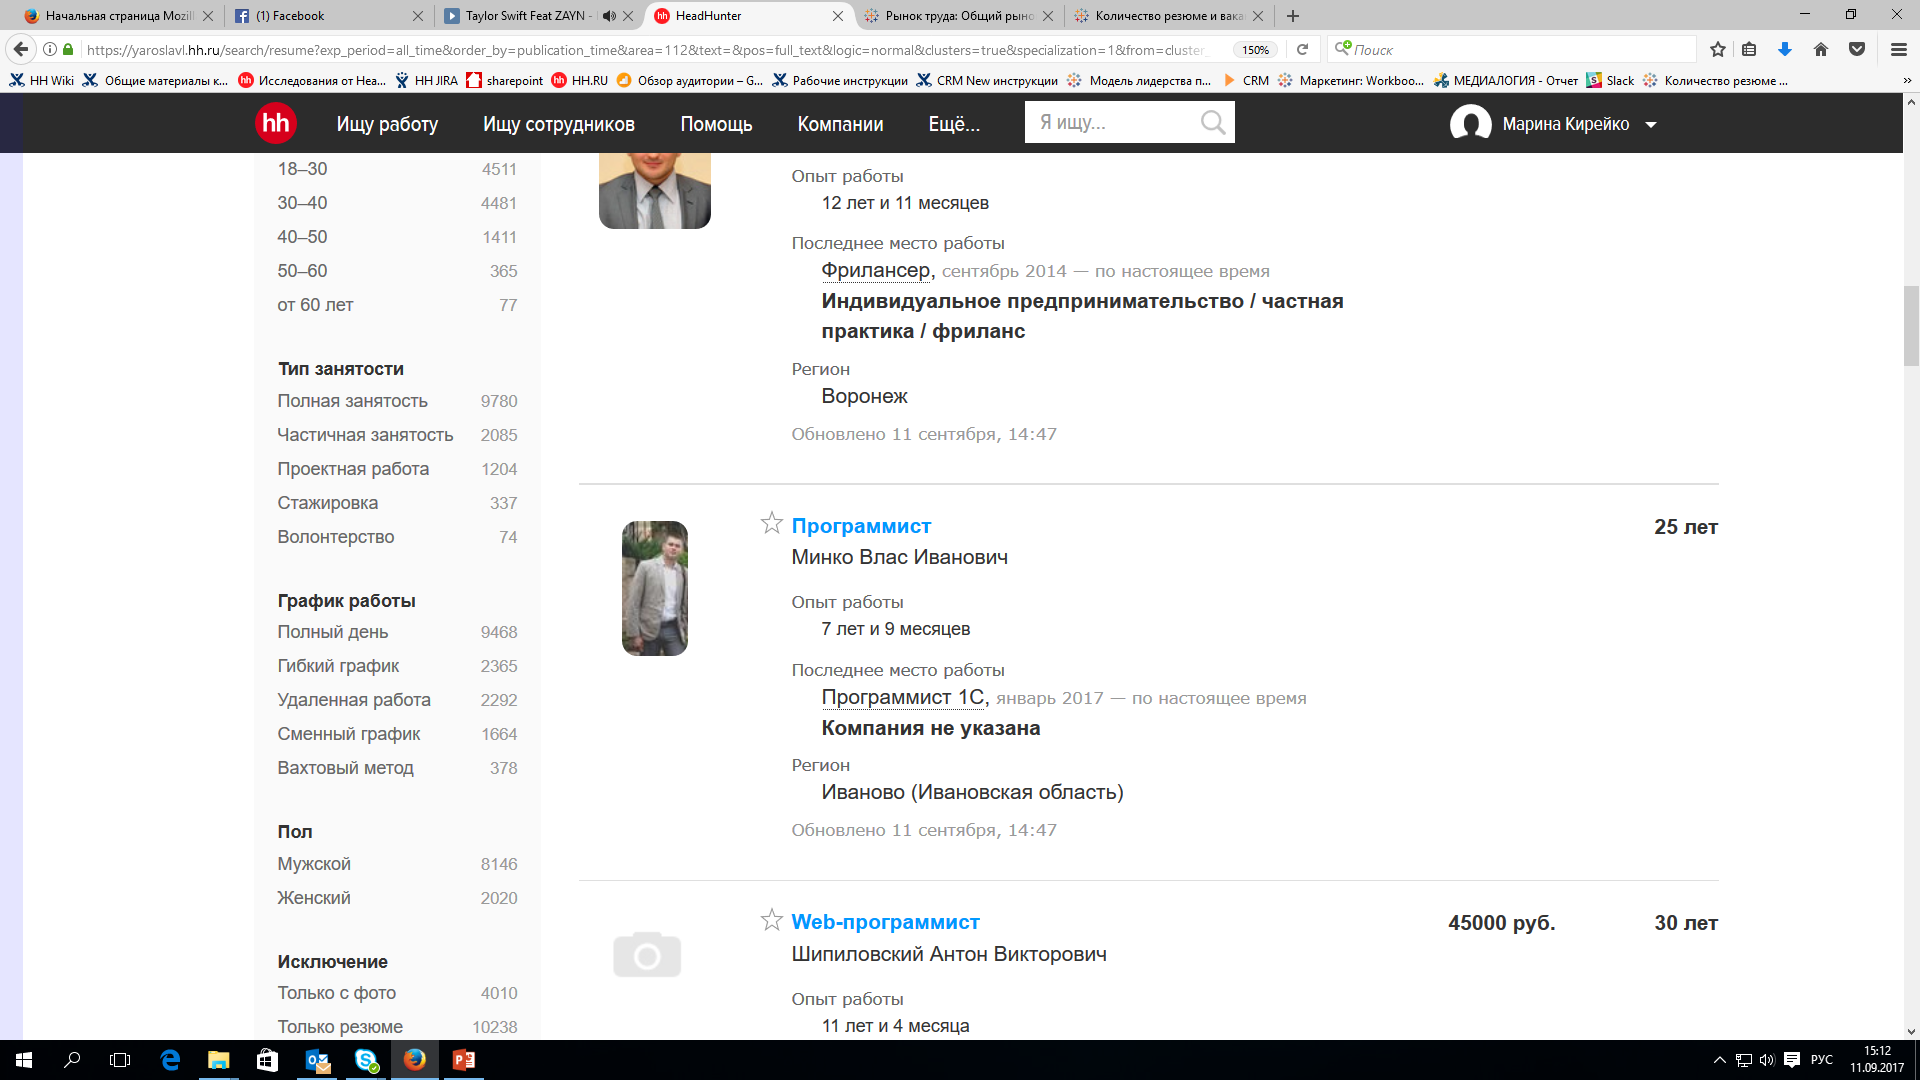 Начальная страница Mozil
(1) Facebook
Taylor Swift Feat ZAYN -
HeadHunter
Рынок труда: Общий рыно
Количество резюме и вака
https://yaroslavl.hh.ru/search/resume?exp_period=all_time&order_by=publication_time&area=112&text=&pos=full_text&logic=normal&clusters=true&specialization=1&from=cluster_
150%
Поиск
HH Wiki
Общие материалы к...
Исследования от Hea...
HH JIRA
sharepoint
HH.RU
Обзор аудитории – G...
Рабочие инструкции
CRM New инструкции
Модель лидерства п...
CRM
Маркетинг: Workboo...
МЕДИАЛОГИЯ - Отчет
Slack
Количество резюме ...
hh
Ищу работу
Ищу сотрудников
Помощь
Компании
Ещё...
Я ищу...
Марина Кирейко
18–30 4511
30–40 4481
40–50 1411
50–60 365
от 60 лет 77
Тип занятости
Полная занятость 9780
Частичная занятость 2085
Проектная работа 1204
Стажировка 337
Волонтерство 74
График работы
Полный день 9468
Гибкий график 2365
Удаленная работа 2292
Сменный график 1664
Вахтовый метод 378
Пол
Мужской 8146
Женский 2020
Исключение
Только с фото 4010
Только резюме 10238
Опыт работы
12 лет и 11 месяцев
Последнее место работы
Фрилансер, сентябрь 2014 — по настоящее время
Индивидуальное предпринимательство / частная
практика / фриланс
Регион
Воронеж
Обновлено 11 сентября, 14:47
Программист 25 лет
Минко Влас Иванович
Опыт работы
7 лет и 9 месяцев
Последнее место работы
Программист 1С, январь 2017 — по настоящее время
Компания не указана
Регион
Иваново (Ивановская область)
Обновлено 11 сентября, 14:47
Web-программист 45000 руб. 30 лет
Шипиловский Антон Викторович
Опыт работы
11 лет и 4 месяца
РУС
15:12
11.09.2017